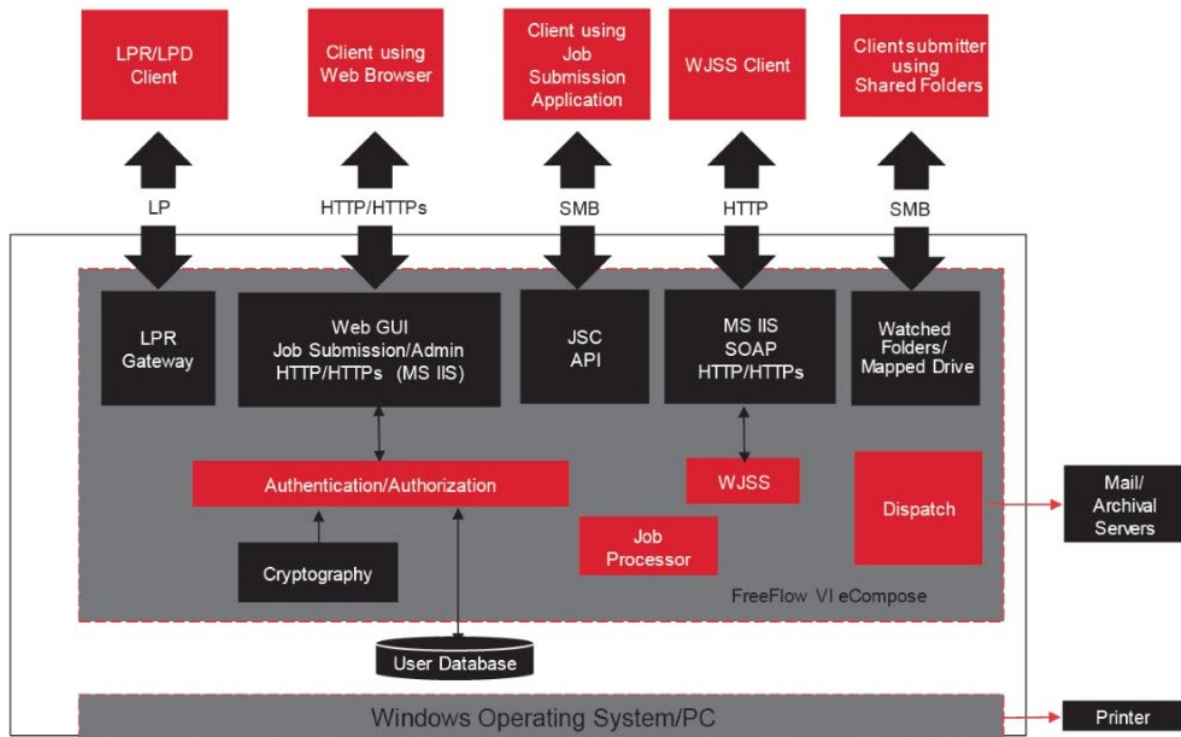 LPR/LPD
Client
Client using
Web Browser
Client using
Job
Submission
Application
WJSS Client
Client submitter
using
Shared Folders
LP
HTTP/HTTPs
SMB
HTTP
SMB
LPR
Gateway
Web GUI
Job Submission/Admin
HTTP/HTTPs (MS IIS)
JSC
API
MS IIS
SOAP
HTTP/HTTPs
Watched
Folders/
Mapped Drive
Authentication/Authorization
WJSS
Dispatch
Mail/
Archival
Servers
Job
Processor
Cryptography
FreeFlow VI eCompose
User Database
Windows Operating System/PC
Printer